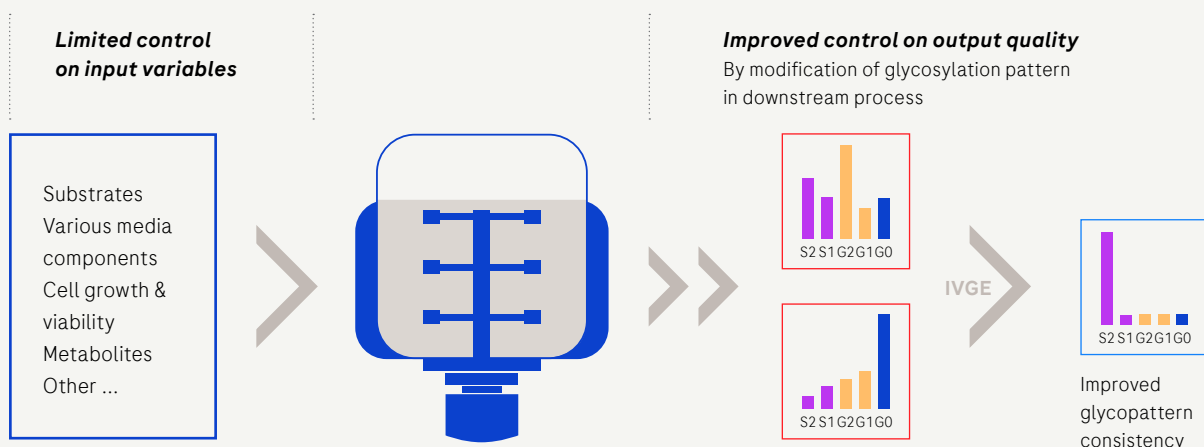 Limited control
on input variables
Improved control on output quality
By modification of glycosylation pattern
in downstream process
Substrates
Various media
components
Cell growth &
viability
Metabolites
Other ...
S2 S1 G2 G1 G0
S2 S1 G2 G1 G0
IVGE
S2 S1 G2 G1 G0
Improved
glycopattern
consistency